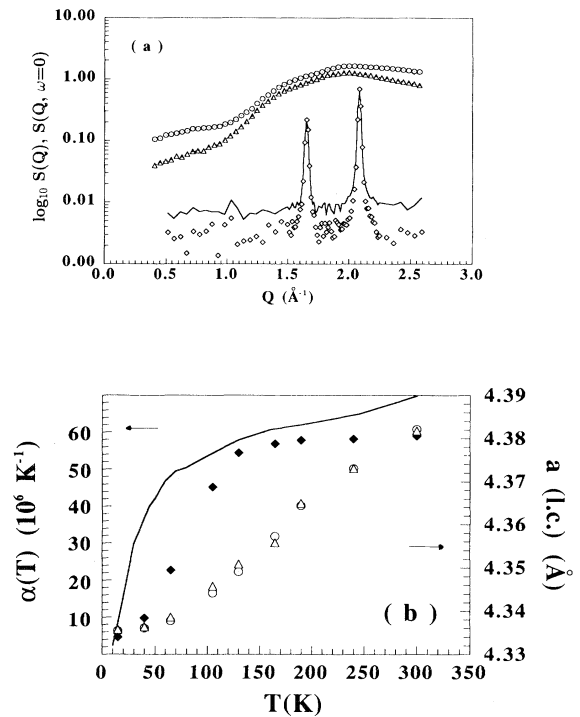 10.00
( a )
1.00
0.10
0.01
0.00
log₁₀ S(Q), S(Q, ω=0)
0.0 0.5 1.0 1.5 2.0 2.5 3.0
Q (Å⁻¹)
60
50
40
30
20
10
α(T) (10⁶ K⁻¹)
4.39
4.38
4.37
4.36
4.35
4.34
4.33
a (l.c.) (Å)
( b )
0 50 100 150 200 250 300 350
T(K)